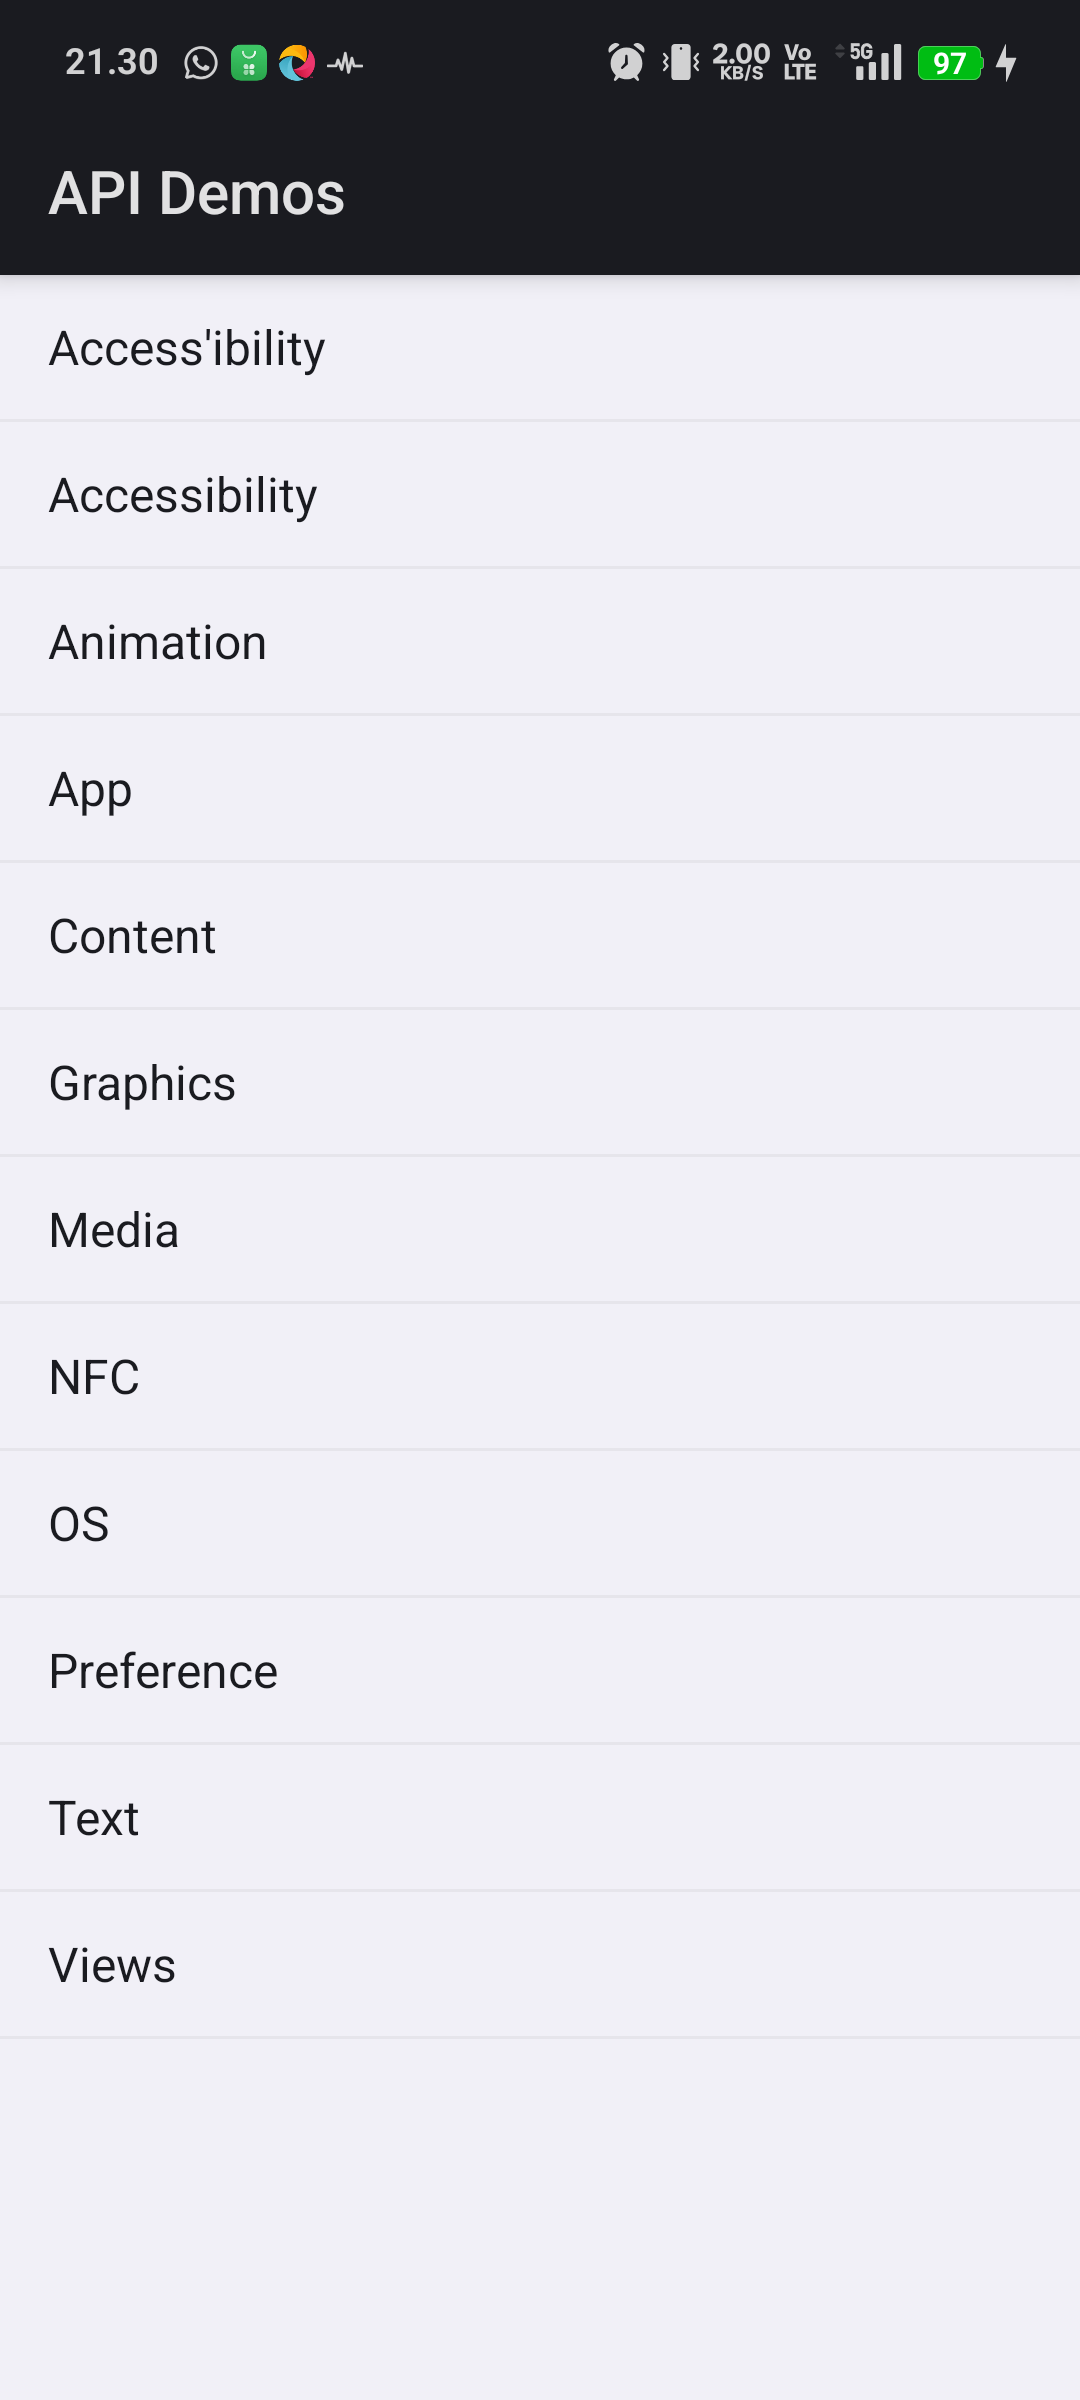 21.30 2.00 KB/S Vo LTE 5G 97
API Demos
Access'ibility
Accessibility
Animation
App
Content
Graphics
Media
NFC
OS
Preference
Text
Views